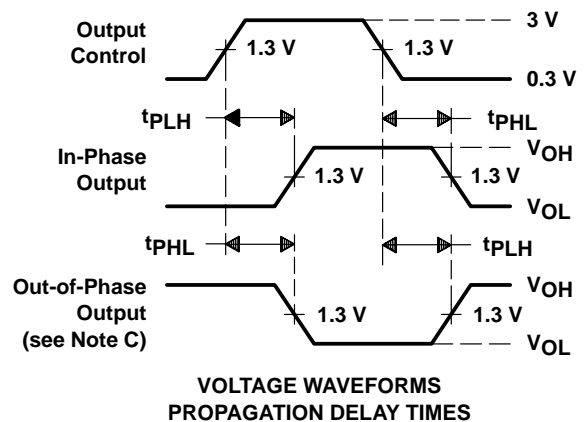 3 V
Output
Control
1.3 V
1.3 V
0.3 V
tPLH
tPHL
In-Phase
Output
VOH
1.3 V
1.3 V
VOL
tPHL
tPLH
Out-of-Phase
Output
(see Note C)
VOH
1.3 V
1.3 V
VOL
VOLTAGE WAVEFORMS
PROPAGATION DELAY TIMES